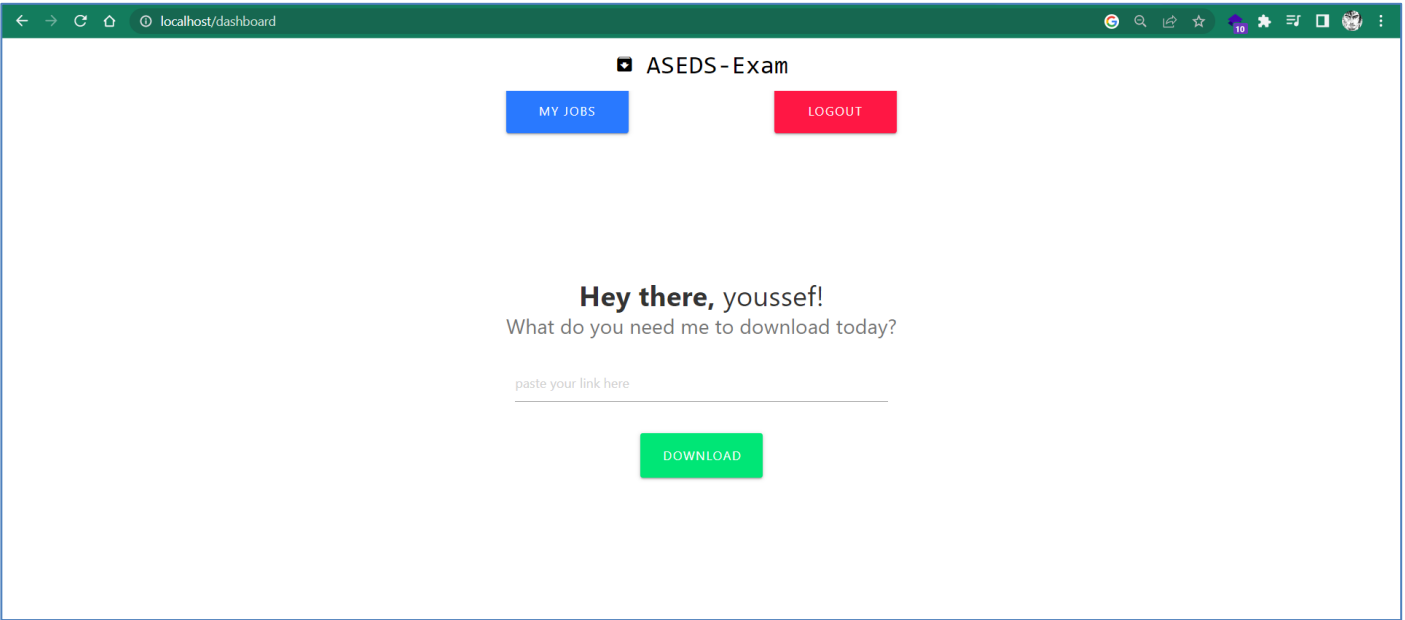 localhost/dashboard
10
ASEDS-Exam
MY JOBS LOGOUT
Hey there, youssef!
What do you need me to download today?
paste your link here
DOWNLOAD